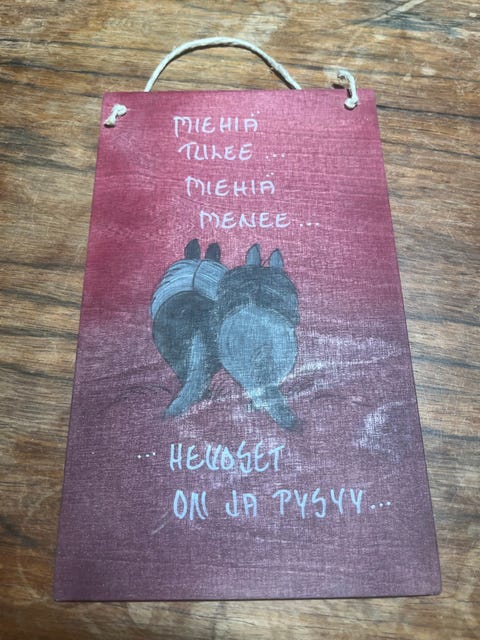 MIEHIÄ
TULEE...
MIEHIÄ
MENEE...
... HEVOSET
ON JA PYSYY...